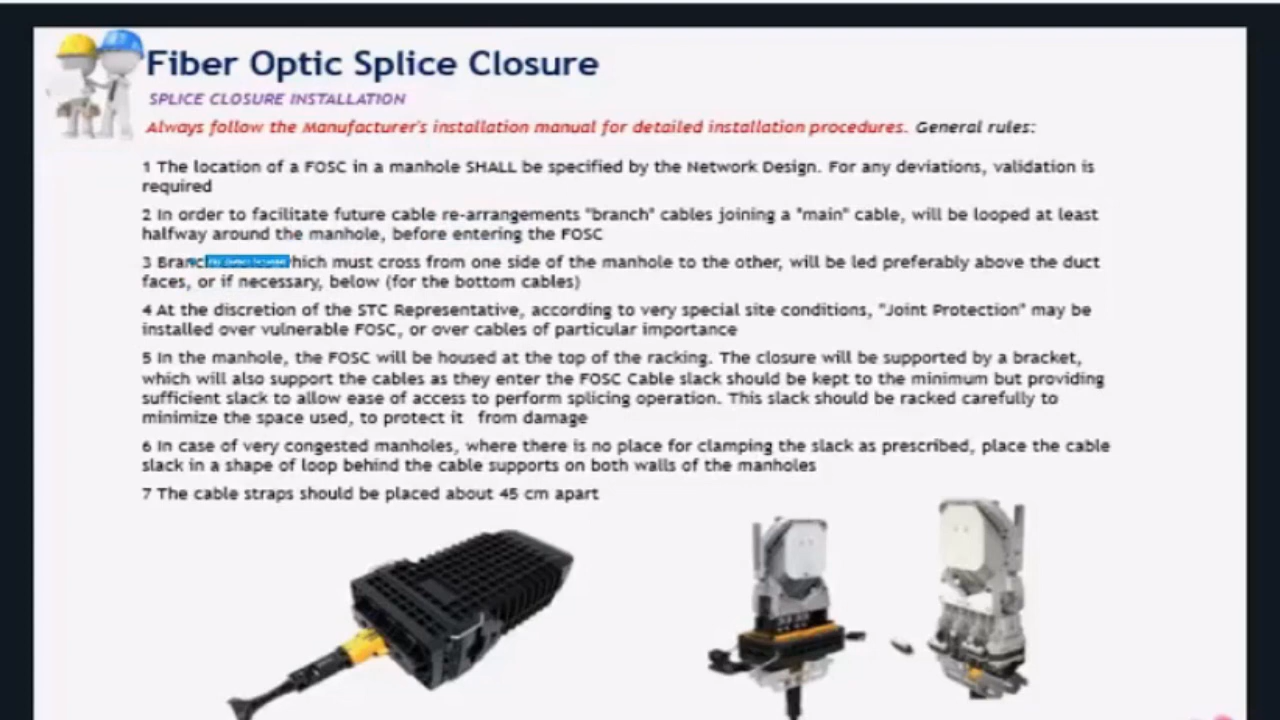 Fiber Optic Splice Closure
SPLICE CLOSURE INSTALLATION
Always follow the Manufacturer's installation manual for detailed installation procedures. General rules:
1 The location of a FOSC in a manhole SHALL be specified by the Network Design. For any deviations, validation is
required
2 In order to facilitate future cable re-arrangements "branch" cables joining a "main" cable, will be looped at least
halfway around the manhole, before entering the FOSC
3 Branc hich must cross from one side of the manhole to the other, will be led preferably above the duct
faces, or if necessary, below (for the bottom cables)
4 At the discretion of the STC Representative, according to very special site conditions, "Joint Protection" may be
installed over vulnerable FOSC, or over cables of particular importance
5 In the manhole, the FOSC will be housed at the top of the racking. The closure will be supported by a bracket,
which will also support the cables as they enter the FOSC Cable slack should be kept to the minimum but providing
sufficient slack to allow ease of access to perform splicing operation. This slack should be racked carefully to
minimize the space used, to protect it from damage
6 In case of very congested manholes, where there is no place for clamping the slack as prescribed, place the cable
slack in a shape of loop behind the cable supports on both walls of the manholes
7 The cable straps should be placed about 45 cm apart